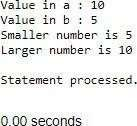 Value in a : 10
Value in b : 5
Smaller number is 5
Larger number is 10
Statement processed.
0.00 seconds